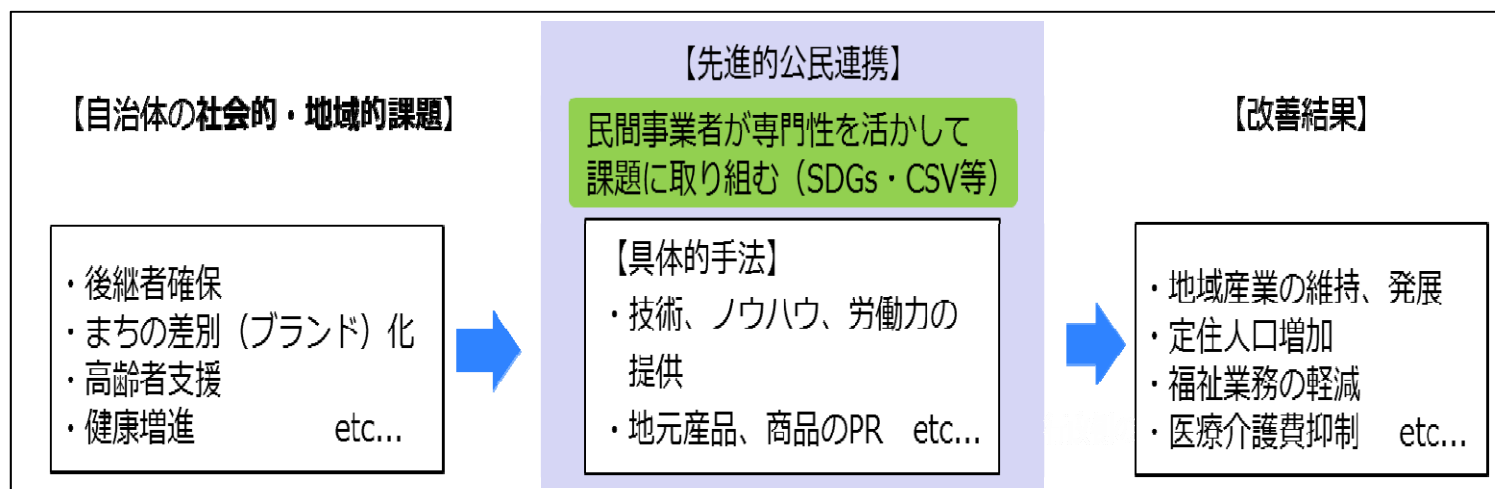 【自治体の社会的・地域的課題】
・後継者確保
・まちの差別（ブランド）化
・高齢者支援
・健康増進 etc...
【先進的公民連携】
民間事業者が専門性を活かして
課題に取り組む（SDGs・CSV等）
【具体的手法】
・技術、ノウハウ、労働力の
提供
・地元産品、商品のPR etc...
【改善結果】
・地域産業の維持、発展
・定住人口増加
・福祉業務の軽減
・医療介護費抑制 etc...